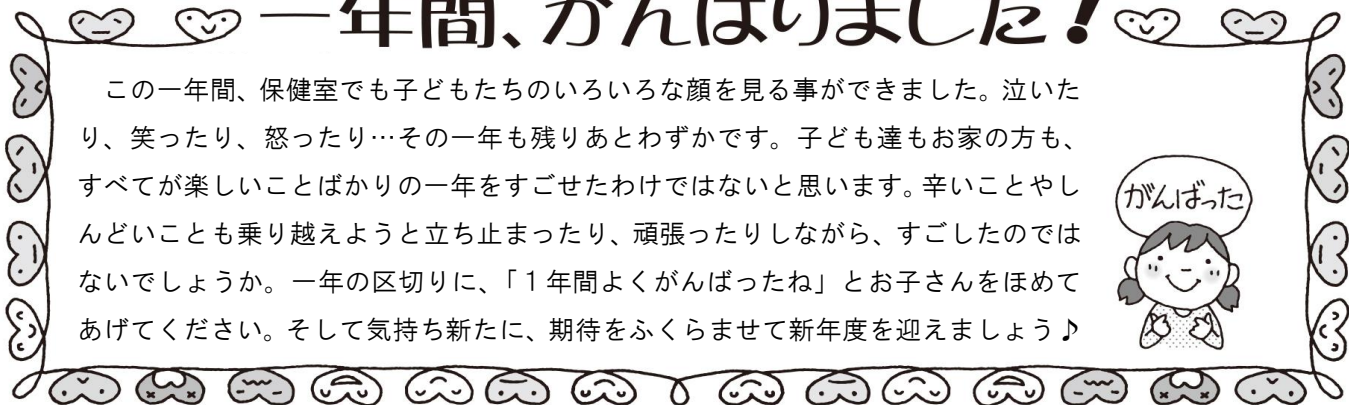 一年間、がんばりました！
この一年間、保健室でも子どもたちのいろいろな顔を見る事ができました。泣いた
り、笑ったり、怒ったり…その一年も残りあとわずかです。子ども達もお家の方も、
すべてが楽しいことばかりの一年をすごせたわけではないと思います。辛いことやし
んどいことも乗り越えようと立ち止まったり、頑張ったりしながら、すごしたのでは
ないでしょうか。一年の区切りに、「１年間よくがんばったね」とお子さんをほめて
あげてください。そして気持ち新たに、期待をふくらませて新年度を迎えましょう♪
がんばった